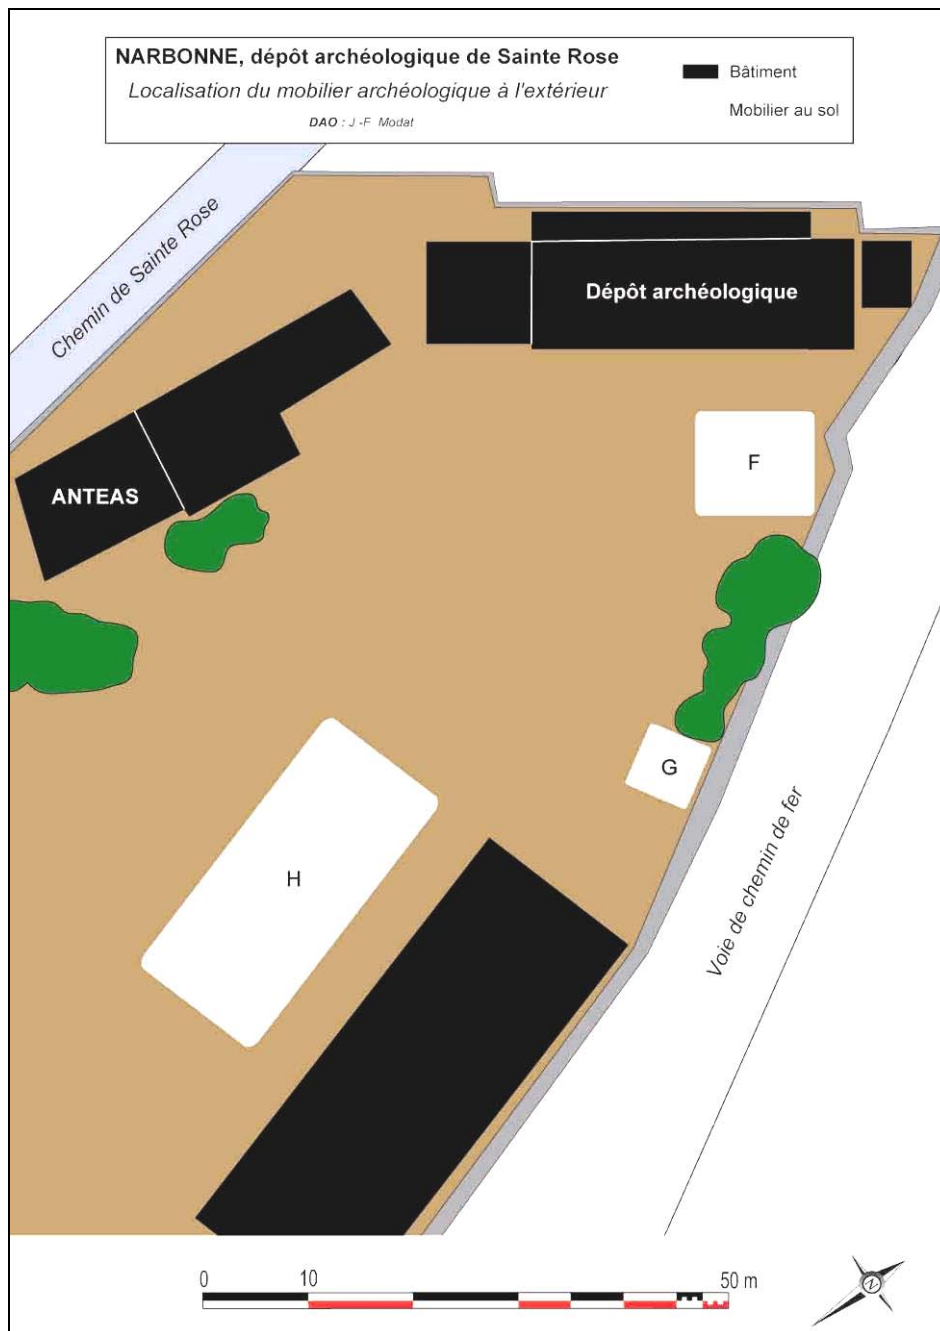 NARBONNE, dépôt archéologique de Sainte Rose
Localisation du mobilier archéologique à l'extérieur
DAO : J -F Modat
Bâtiment
Mobilier au sol
Chemin de Sainte Rose
Dépôt archéologique
ANTEAS
F
G
H
Voie de chemin de fer
0 10 50 m
N